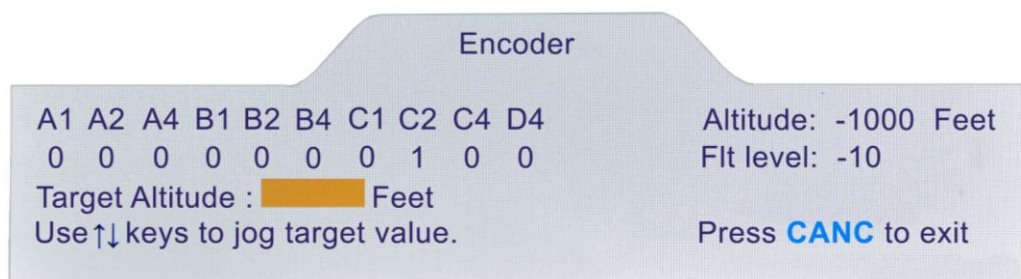 Encoder
A1 A2 A4 B1 B2 B4 C1 C2 C4 D4 Altitude: -1000 Feet
0 0 0 0 0 0 0 1 0 0 Flt level: -10
Target Altitude : Feet
Use↑↓keys to jog target value. Press CANC to exit